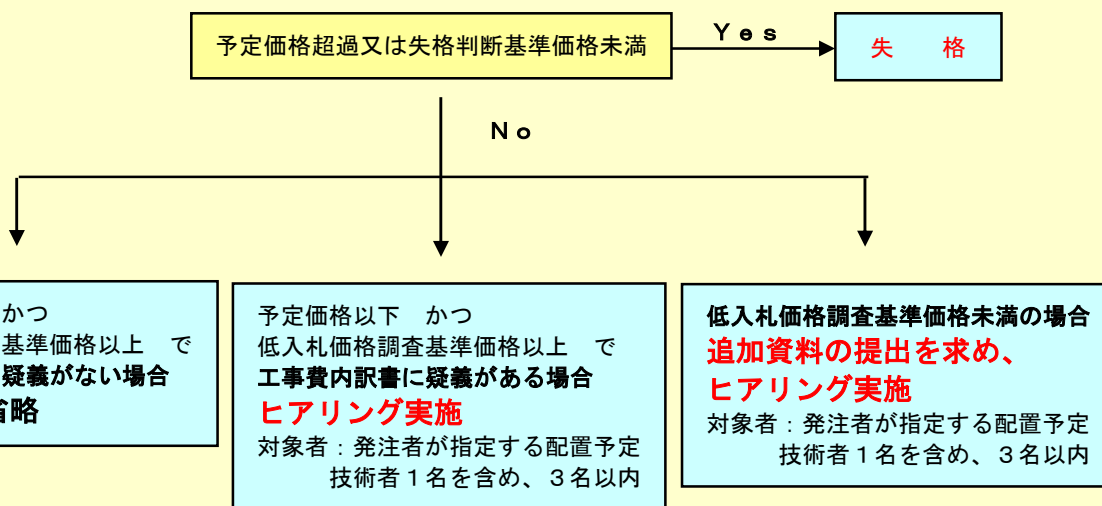 予定価格超過又は失格判断基準価格未満
Ｙｅｓ
失　格
Ｎｏ
かつ
基準価格以上　で
疑義がない場合
省略
予定価格以下　かつ
低入札価格調査基準価格以上　で
工事費内訳書に疑義がある場合
ヒアリング実施
対象者：発注者が指定する配置予定
技術者１名を含め、３名以内
低入札価格調査基準価格未満の場合
追加資料の提出を求め、
ヒアリング実施
対象者：発注者が指定する配置予定
技術者１名を含め、３名以内